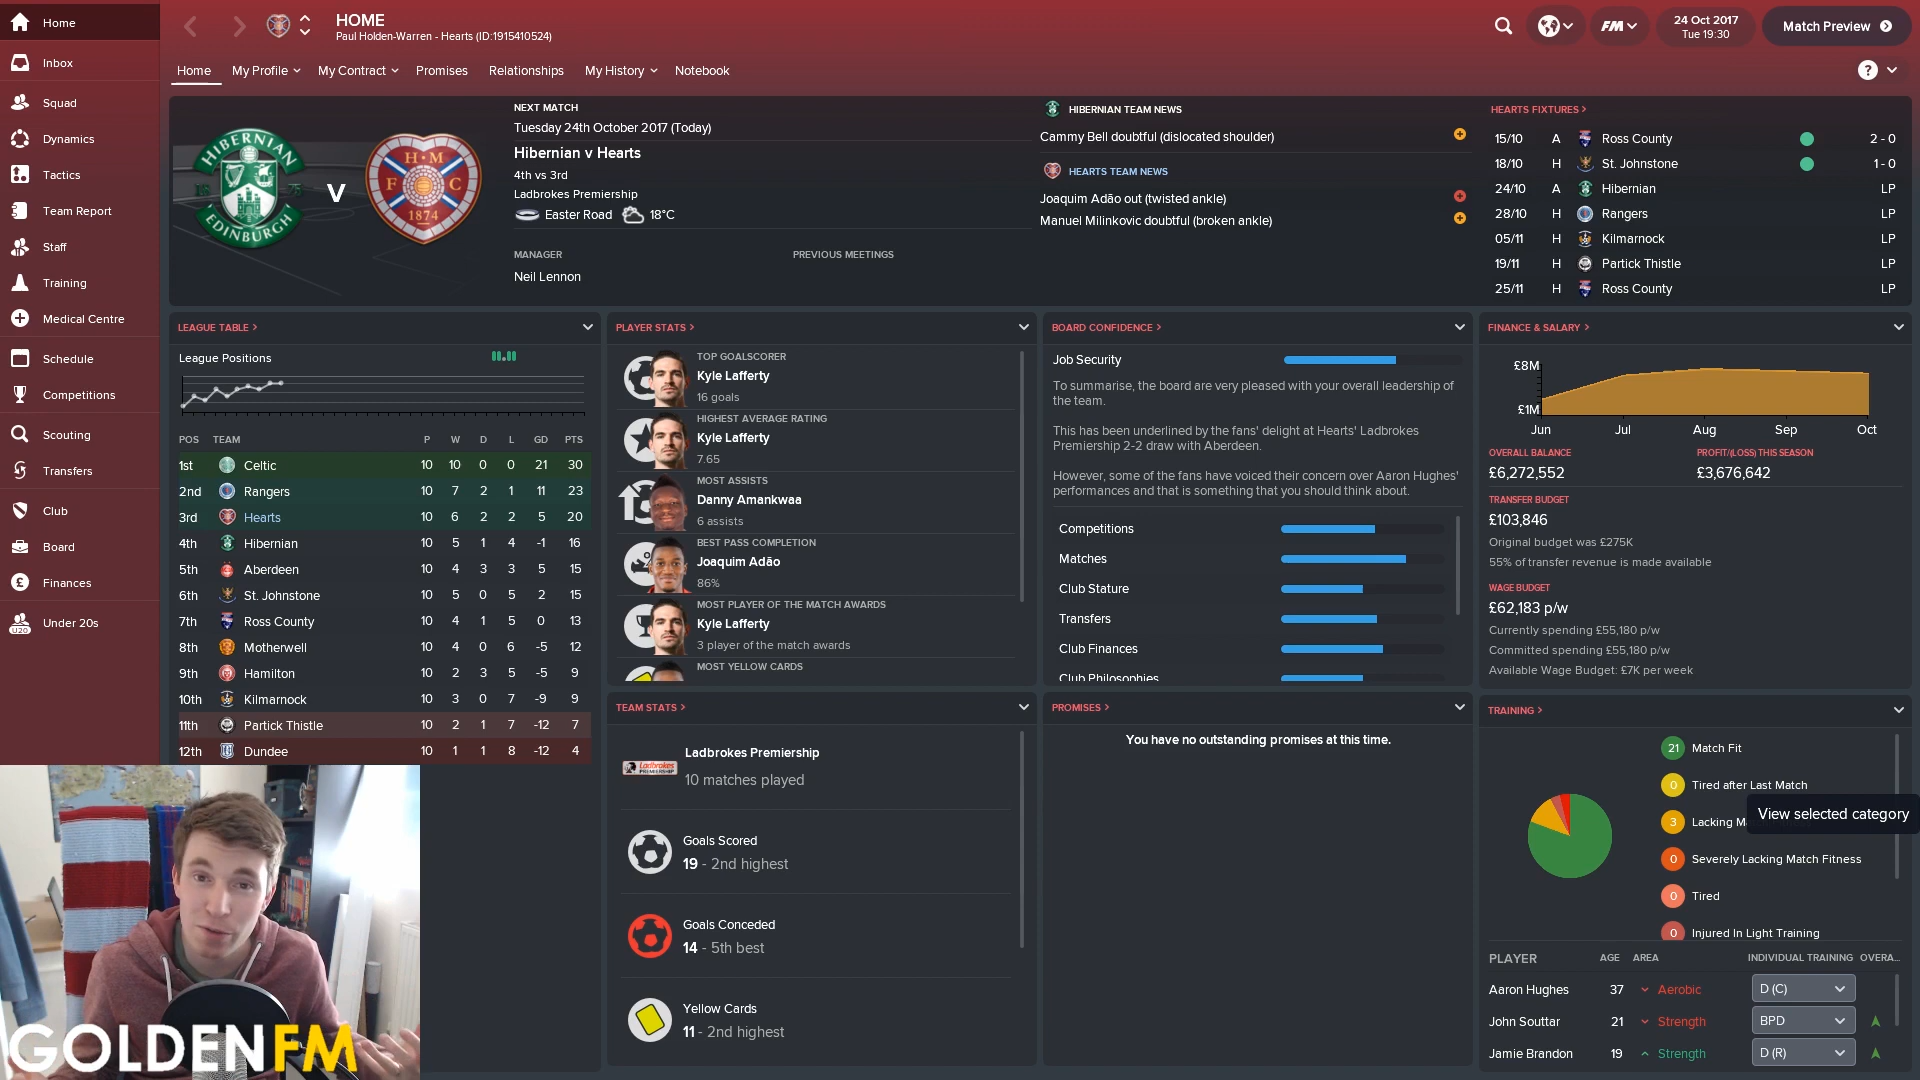 Home
Inbox
Squad
Dynamics
Tactics
Team Report
Staff
Training
Medical Centre
Schedule
Competitions
Scouting
Transfers
Club
Board
Finances
Under 20s
U20
HOME
Paul Holden-Warren - Hearts (ID:1915410524)
FM
24 Oct 2017
Tue 19:30
Match Preview
Home
My Profile
My Contract
Promises
Relationships
My History
Notebook
?
HIBERNIAN
EDINBURGH
V
H M
F C
1874
NEXT MATCH
Tuesday 24th October 2017 (Today)
Hibernian v Hearts
4th vs 3rd
Ladbrokes Premiership
Easter Road 18°C
MANAGER
Neil Lennon
PREVIOUS MEETINGS
HIBERNIAN TEAM NEWS
Cammy Bell doubtful (dislocated shoulder)
HEARTS TEAM NEWS
Joaquim Adão out (twisted ankle)
Manuel Milinkovic doubtful (broken ankle)
HEARTS FIXTURES >
15/10 A Ross County 2 - 0
18/10 H St. Johnstone 1 - 0
24/10 A Hibernian LP
28/10 H Rangers LP
05/11 H Kilmarnock LP
19/11 H Partick Thistle LP
25/11 H Ross County LP
LEAGUE TABLE >
League Positions
POS TEAM P W D L GD PTS
1st Celtic 10 10 0 0 21 30
2nd Rangers 10 7 2 1 11 23
3rd Hearts 10 6 2 2 5 20
4th Hibernian 10 5 1 4 -1 16
5th Aberdeen 10 4 3 3 5 15
6th St. Johnstone 10 5 0 5 2 15
7th Ross County 10 4 1 5 0 13
8th Motherwell 10 4 0 6 -5 12
9th Hamilton 10 2 3 5 -5 9
10th Kilmarnock 10 3 0 7 -9 9
11th Partick Thistle 10 2 1 7 -12 7
12th Dundee 10 1 1 8 -12 4
PLAYER STATS >
TOP GOALSCORER
Kyle Lafferty
16 goals
HIGHEST AVERAGE RATING
Kyle Lafferty
7.65
MOST ASSISTS
Danny Amankwaa
6 assists
BEST PASS COMPLETION
Joaquim Adão
86%
MOST PLAYER OF THE MATCH AWARDS
Kyle Lafferty
3 player of the match awards
MOST YELLOW CARDS
BOARD CONFIDENCE >
Job Security
To summarise, the board are very pleased with your overall leadership of
the team.
This has been underlined by the fans' delight at Hearts' Ladbrokes
Premiership 2-2 draw with Aberdeen.
However, some of the fans have voiced their concern over Aaron Hughes'
performances and that is something that you should think about.
Competitions
Matches
Club Stature
Transfers
Club Finances
Club Philosophies
FINANCE & SALARY >
£8M
£1M
Jun Jul Aug Sep Oct
OVERALL BALANCE PROFIT/(LOSS) THIS SEASON
£6,272,552 £3,676,642
TRANSFER BUDGET
£103,846
Original budget was £275K
55% of transfer revenue is made available
WAGE BUDGET
£62,183 p/w
Currently spending £55,180 p/w
Committed spending £55,180 p/w
Available Wage Budget: £7K per week
TEAM STATS >
Ladbrokes
PREMIERSHIP
Ladbrokes Premiership
10 matches played
Goals Scored
19 - 2nd highest
Goals Conceded
14 - 5th best
Yellow Cards
11 - 2nd highest
PROMISES >
You have no outstanding promises at this time.
TRAINING >
21 Match Fit
0 Tired after Last Match
3 Lacking M
View selected category
0 Severely Lacking Match Fitness
0 Tired
0 Injured In Light Training
PLAYER AGE AREA INDIVIDUAL TRAINING OVERA...
Aaron Hughes 37 Aerobic D (C)
John Souttar 21 Strength BPD
Jamie Brandon 19 Strength D (R)
GOLDENFM